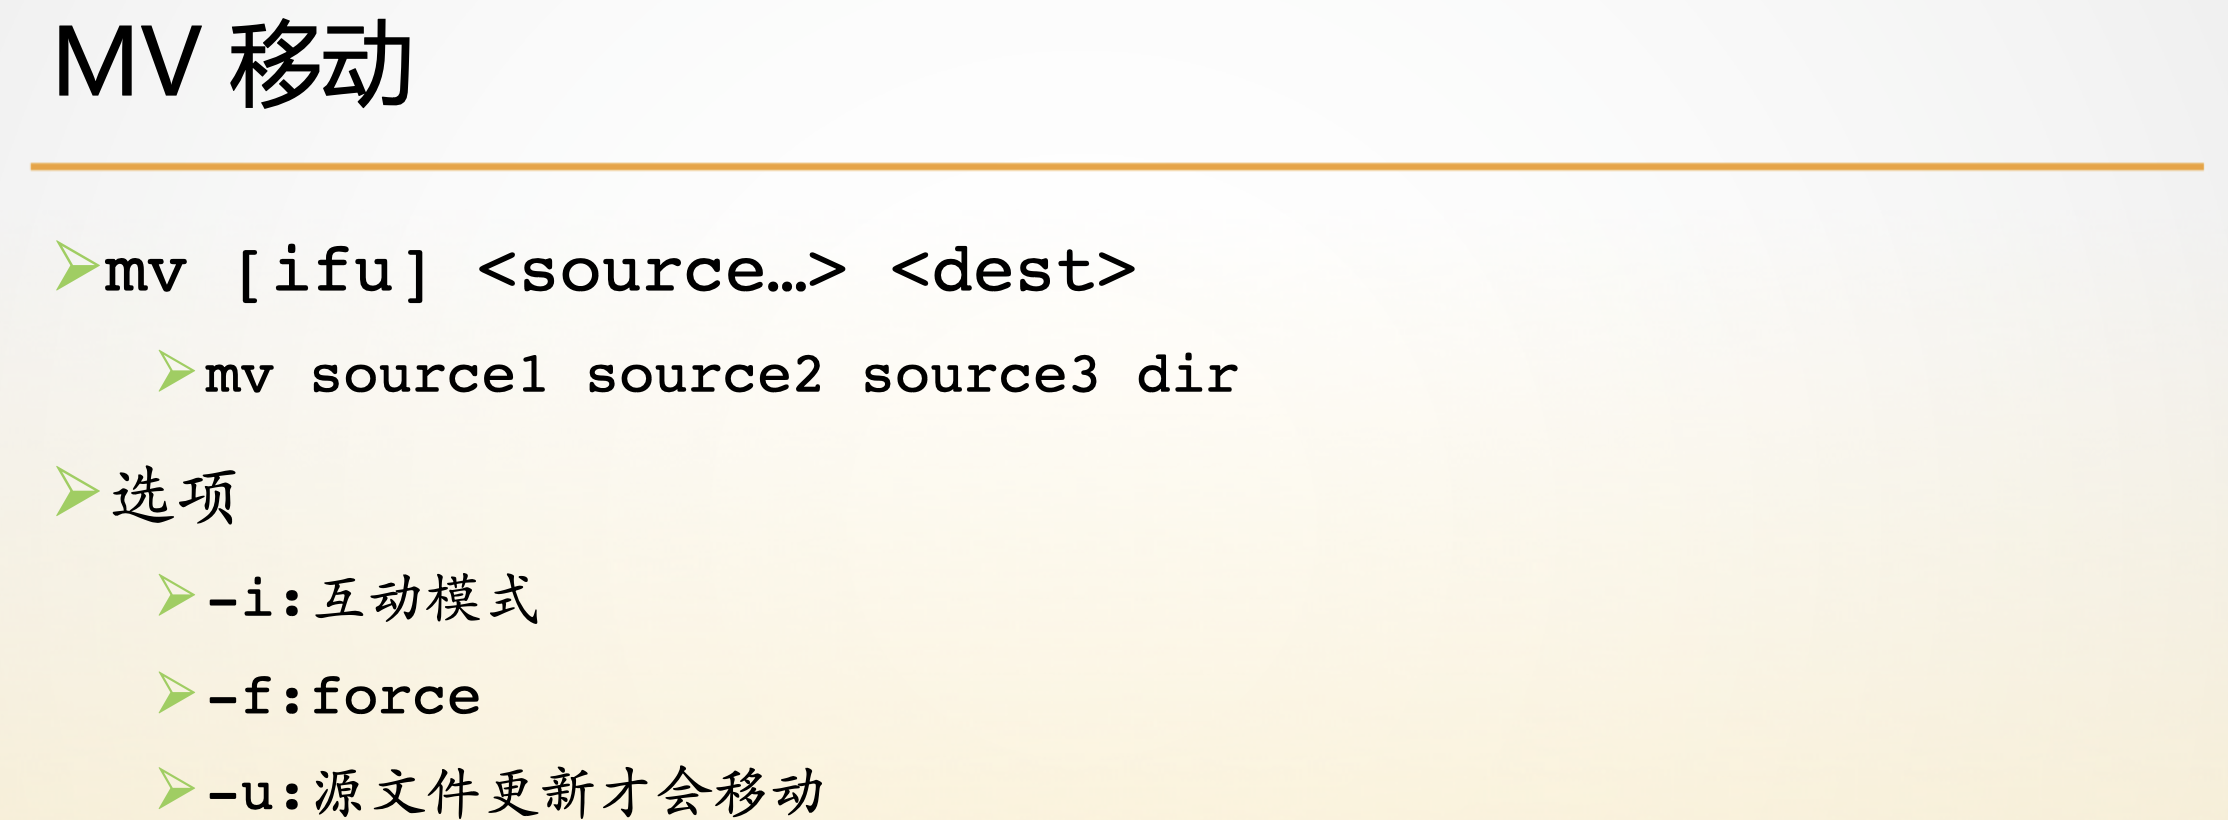 MV 移动
mv [ifu] <source…> <dest>
mv source1 source2 source3 dir
选项
-i:互动模式
-f:force
-u:源文件更新才会移动